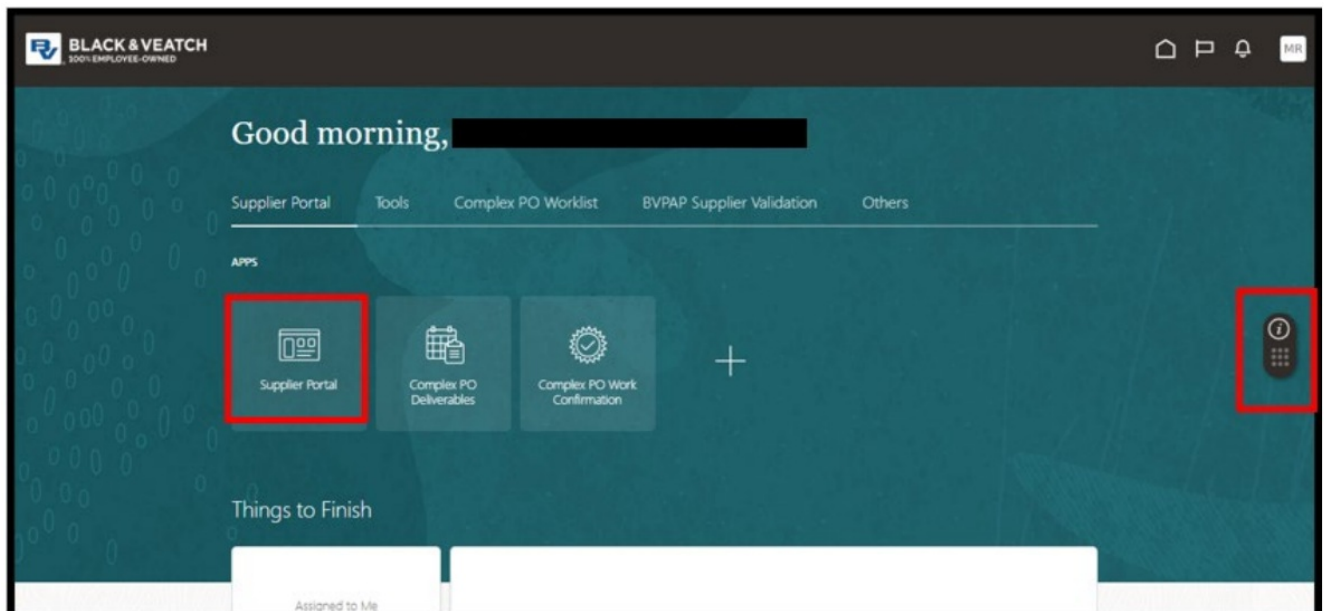 BLACK & VEATCH
100% EMPLOYEE-OWNED
MR
Good morning,
Supplier Portal Tools Complex PO Worklist BVPAP Supplier Validation Others
APPS
Supplier Portal
Complex PO
Deliverables
Complex PO Work
Confirmation
Things to Finish
Assigned to Me